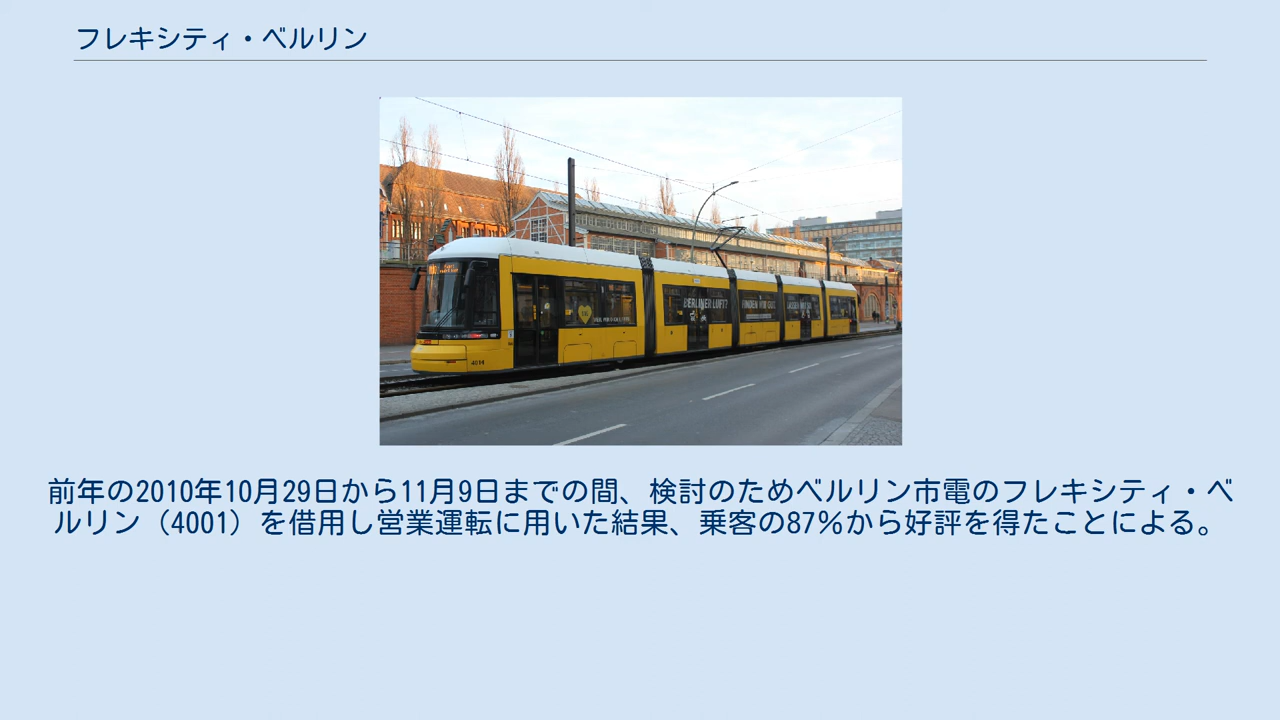 フレキシティ・ベルリン
BERLINER LUFT?
4014
前年の2010年10月29日から11月9日までの間、検討のためベルリン市電のフレキシティ・ベ
ルリン（4001）を借用し営業運転に用いた結果、乗客の87％から好評を得たことによる。